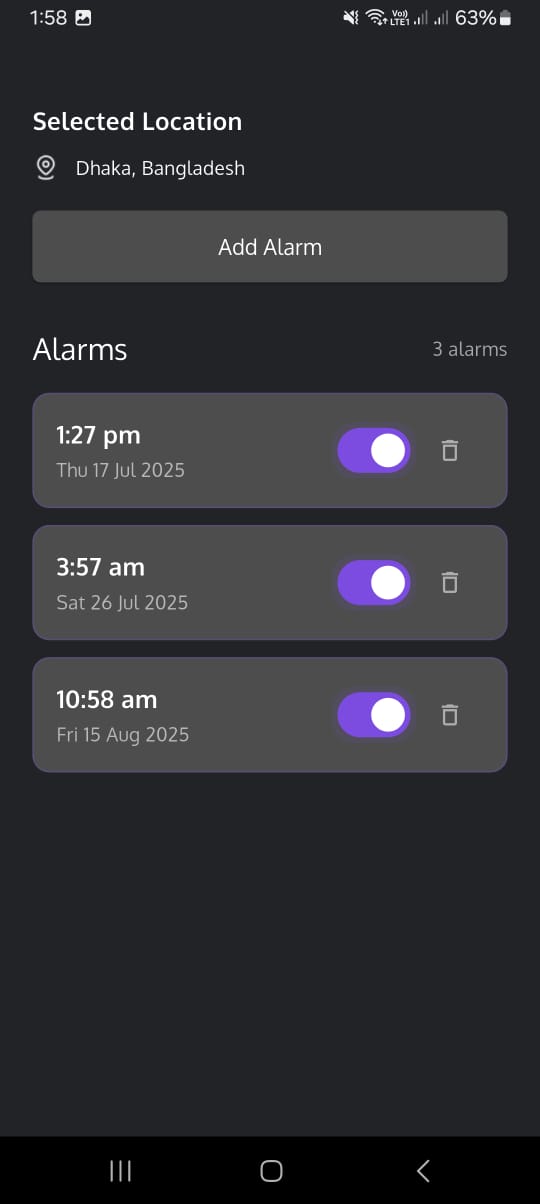 1:58
Vo)) LTE1 63%
Selected Location
Dhaka, Bangladesh
Add Alarm
Alarms 3 alarms
1:27 pm
Thu 17 Jul 2025
3:57 am
Sat 26 Jul 2025
10:58 am
Fri 15 Aug 2025